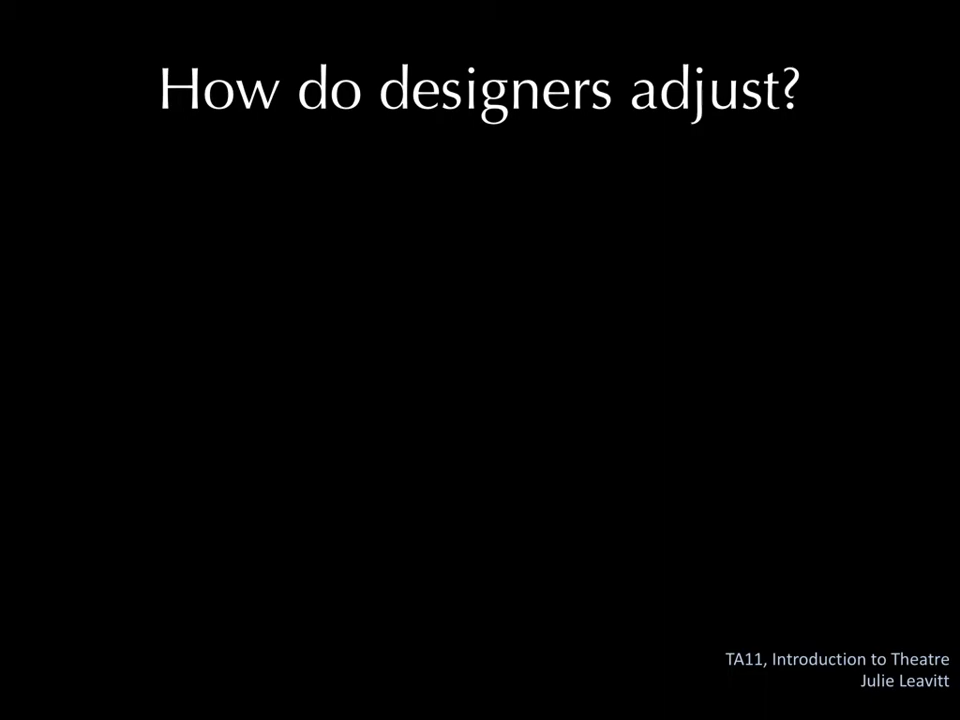 How do designers adjust?
TA11, Introduction to Theatre
Julie Leavitt